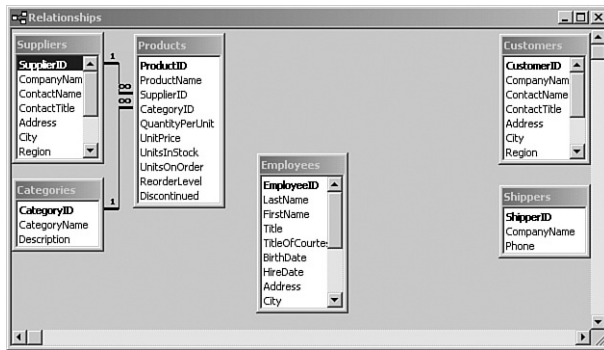 Relationships
Suppliers
SupplierID
CompanyNam
ContactName
ContactTitle
Address
City
Region
1
∞
∞
1
Products
ProductID
ProductName
SupplierID
CategoryID
QuantityPerUnit
UnitPrice
UnitsInStock
UnitsOnOrder
ReorderLevel
Discontinued
Categories
CategoryID
CategoryName
Description
Employees
EmployeeID
LastName
FirstName
Title
TitleOfCourtes
BirthDate
HireDate
Address
City
Customers
CustomerID
CompanyNam
ContactName
ContactTitle
Address
City
Region
Shippers
ShipperID
CompanyName
Phone